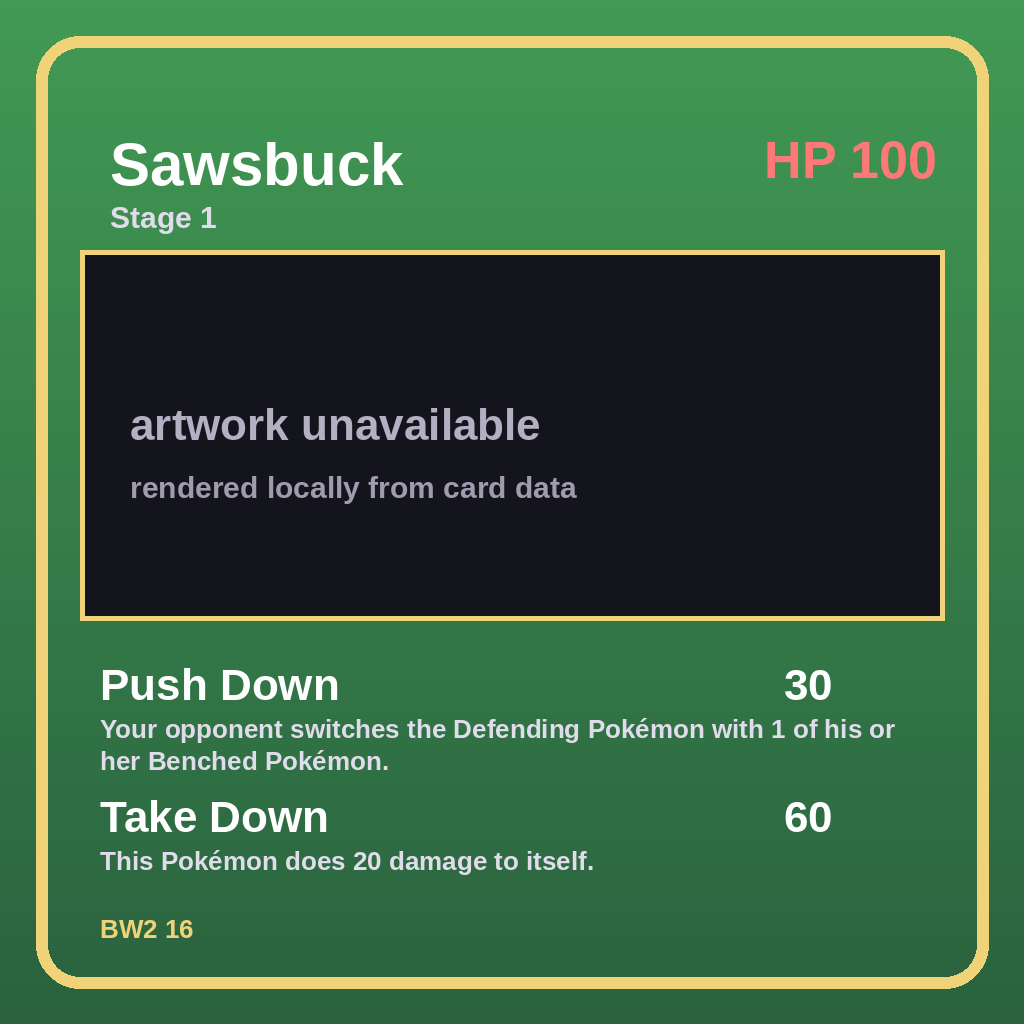 Sawsbuck
HP 100
Stage 1
artwork unavailable
rendered locally from card data
Push Down 30
Your opponent switches the Defending Pokémon with 1 of his or
her Benched Pokémon.
Take Down 60
This Pokémon does 20 damage to itself.
BW2 16